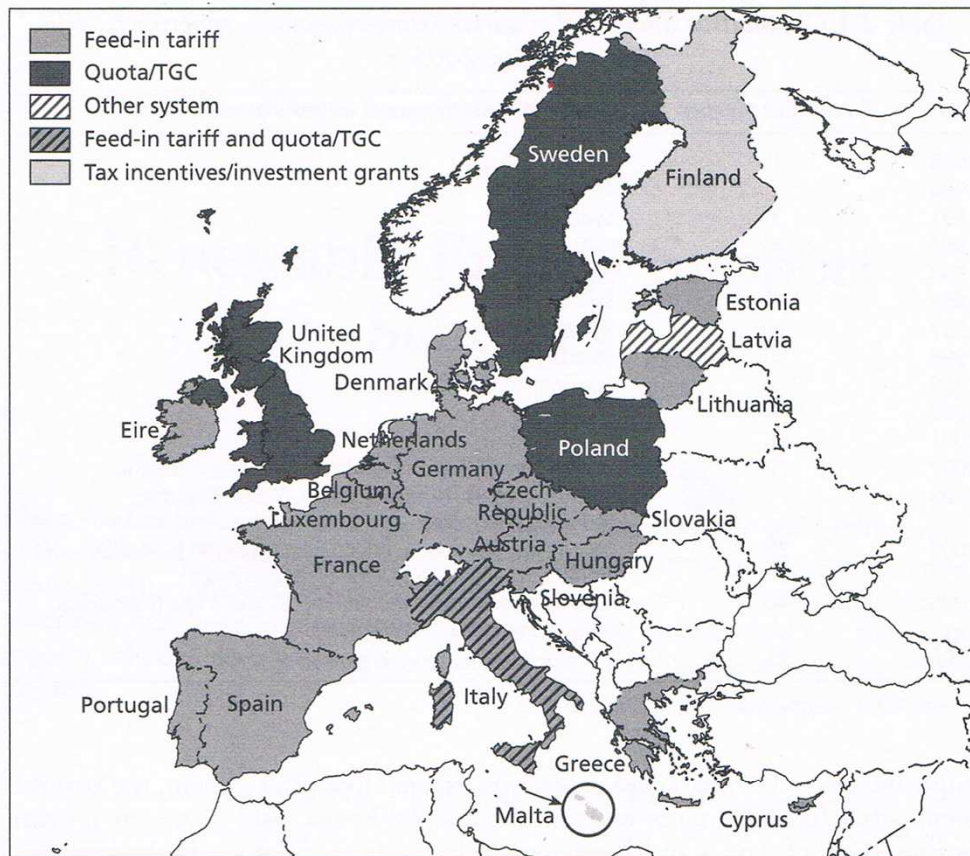 Feed-in tariff
Quota/TGC
Other system
Feed-in tariff and quota/TGC
Tax incentives/investment grants
Sweden
Finland
Estonia
Latvia
Lithuania
United
Kingdom
Denmark
Eire
Netherlands
Germany
Poland
Belgium
Luxembourg
Czech
Republic
Slovakia
Austria
Hungary
France
Slovenia
Portugal
Spain
Italy
Greece
Malta
Cyprus